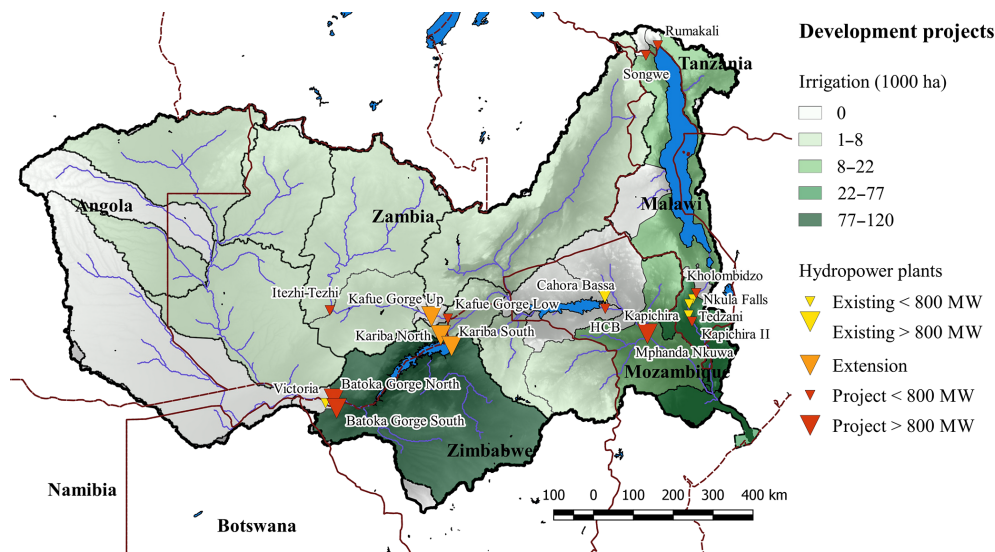 Rumakali
Tanzania
Songwe
Angola
Zambia
Malawi
Itezhi-Tezhi
Kafue Gorge Up
Kafue Gorge Low
Cahora Bassa
Kholombidzo
Nkula Falls
Tedzani
Kapichira
Kapichira II
HCB
Kariba North
Kariba South
Mphanda Nkuwa
Mozambique
Victoria
Batoka Gorge North
Batoka Gorge South
Zimbabwe
Namibia
Botswana
100 0 100 200 300 400 km
Development projects
Irrigation (1000 ha)
0
1–8
8–22
22–77
77–120
Hydropower plants
Existing < 800 MW
Existing > 800 MW
Extension
Project < 800 MW
Project > 800 MW